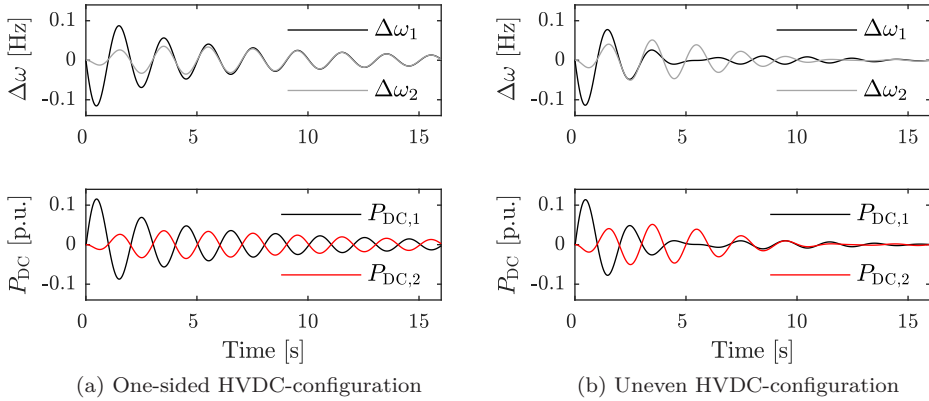 Δω [Hz]
0.1
0
-0.1
Δω₁
Δω₂
0
5
10
15
P_DC [p.u.]
0.1
0
-0.1
P_DC,1
P_DC,2
0
5
10
15
Time [s]
(a) One-sided HVDC-configuration
Δω [Hz]
0.1
0
-0.1
Δω₁
Δω₂
0
5
10
15
P_DC [p.u.]
0.1
0
-0.1
P_DC,1
P_DC,2
0
5
10
15
Time [s]
(b) Uneven HVDC-configuration